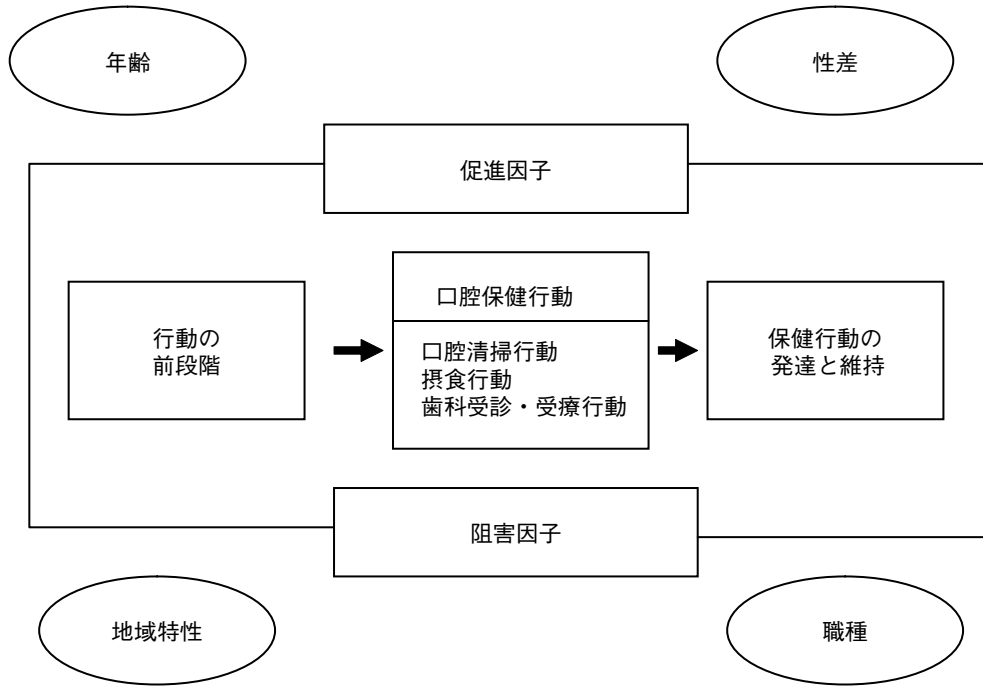 年齢
性差
促進因子
行動の
前段階
口腔保健行動
口腔清掃行動
摂食行動
歯科受診・受療行動
保健行動の
発達と維持
阻害因子
地域特性
職種